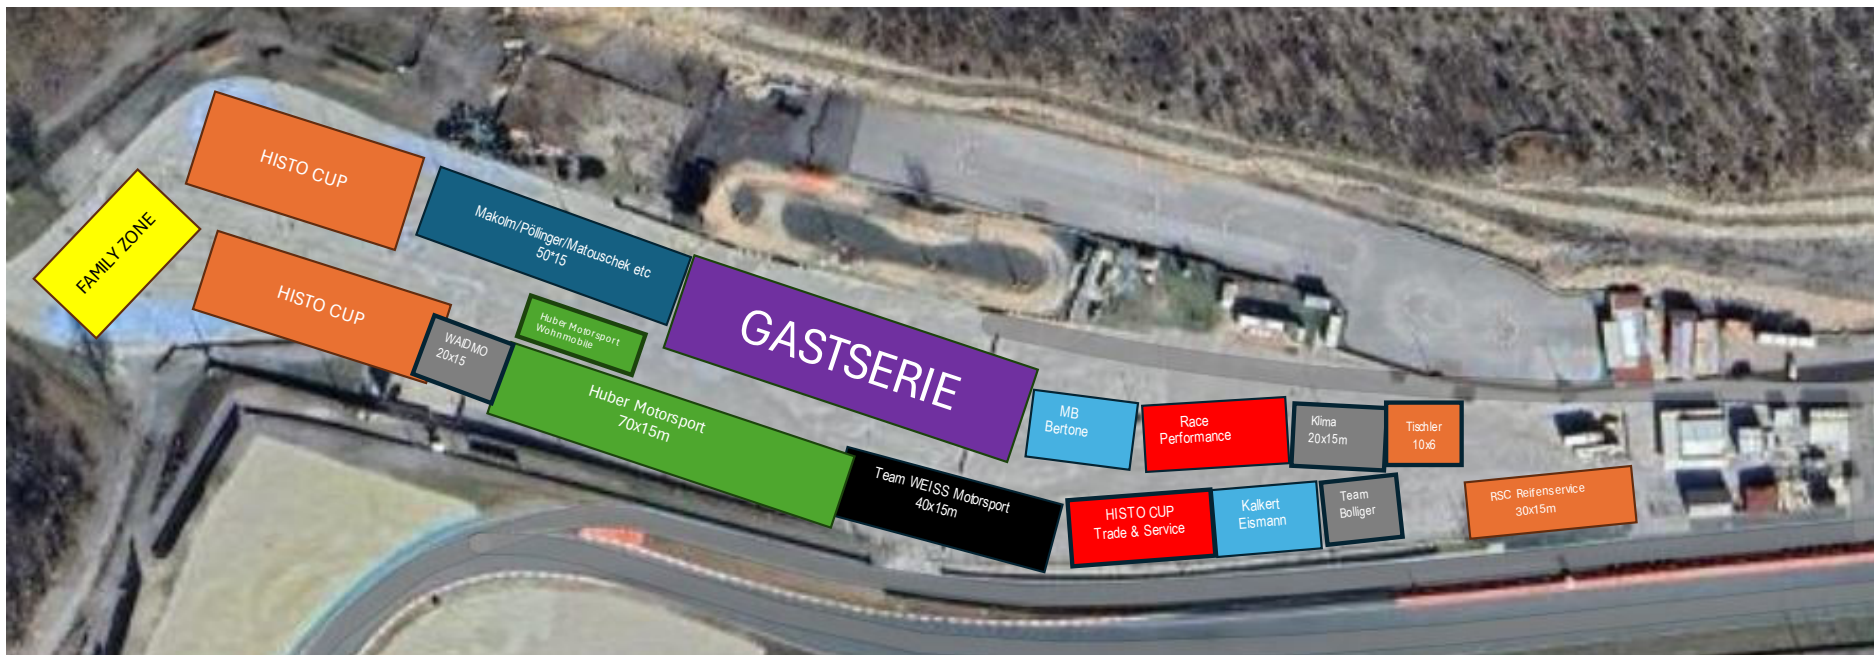 HISTO CUP
FAMILY ZONE
HISTO CUP
Makolm/Pöllinger/Matouschek etc
50*15
Huber Motorsport
Wohnmobile
WAIDMO
20x15
Huber Motorsport
70x15m
GASTSERIE
Team WEISS Motorsport
40x15m
MB
Bertone
Race
Performance
Klima
20x15m
Tischler
10x6
HISTO CUP
Trade & Service
Kalkert
Eismann
Team
Bolliger
RSC Reifenservice
30x15m